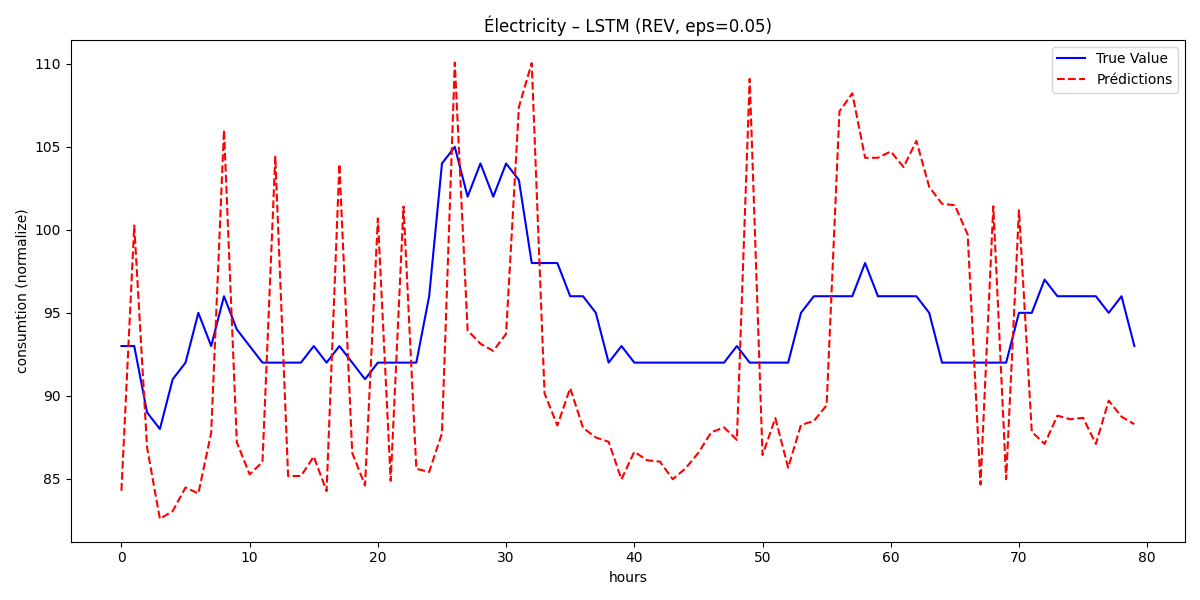 Électricity – LSTM (REV, eps=0.05)
True Value
Prédictions
consumtion (normalize)
110
105
100
95
90
85
0 10 20 30 40 50 60 70 80
hours